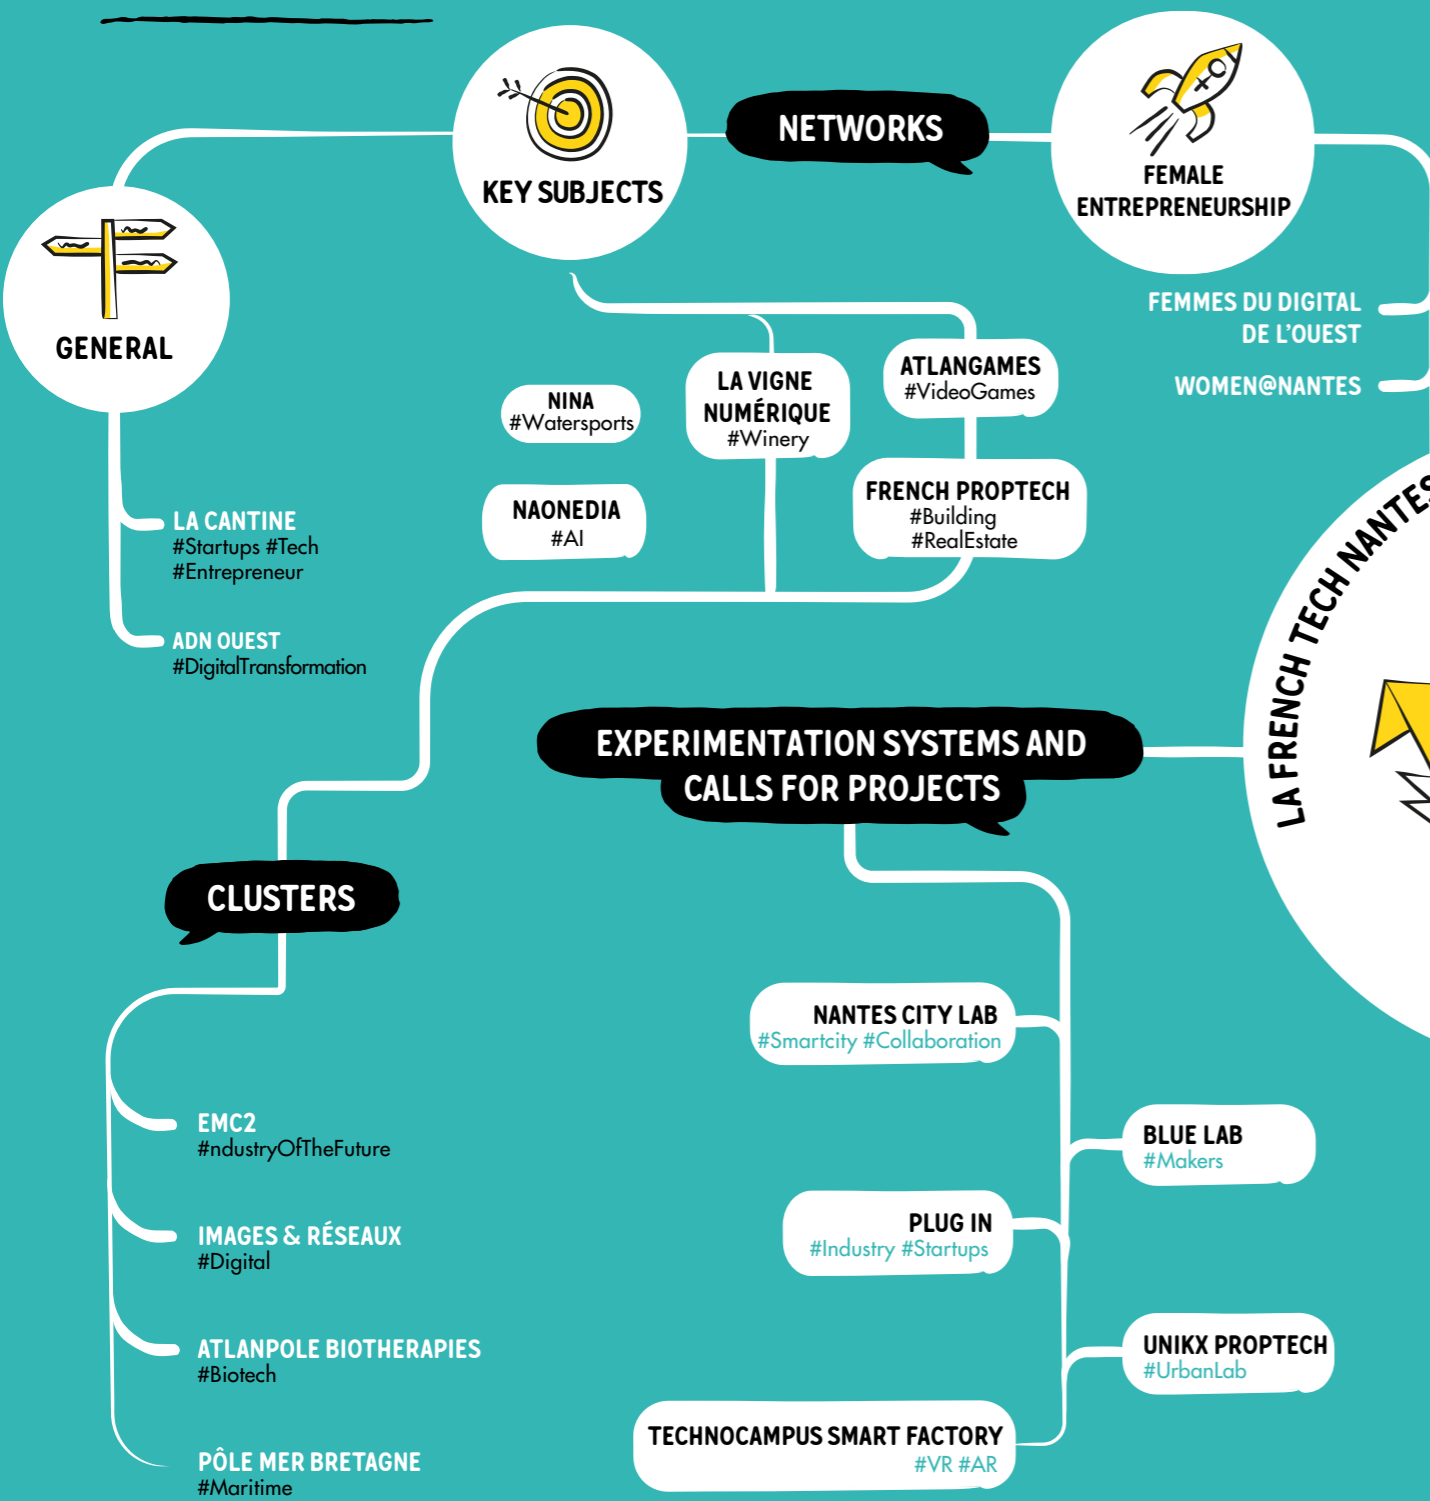 NETWORKS
KEY SUBJECTS
FEMALE
ENTREPRENEURSHIP
GENERAL
FEMMES DU DIGITAL
DE L'OUEST
WOMEN@NANTES
NINA
#Watersports
LA VIGNE
NUMÉRIQUE
#Winery
ATLANGAMES
#VideoGames
NAONEDIA
#AI
FRENCH PROPTECH
#Building
#RealEstate
LA CANTINE
#Startups #Tech
#Entrepreneur
ADN OUEST
#DigitalTransformation
LA FRENCH TECH NANTES
EXPERIMENTATION SYSTEMS AND
CALLS FOR PROJECTS
CLUSTERS
EMC2
#ndustryOfTheFuture
IMAGES & RÉSEAUX
#Digital
ATLANPOLE BIOTHERAPIES
#Biotech
PÔLE MER BRETAGNE
#Maritime
NANTES CITY LAB
#Smartcity #Collaboration
BLUE LAB
#Makers
PLUG IN
#Industry #Startups
UNIKX PROPTECH
#UrbanLab
TECHNOCAMPUS SMART FACTORY
#VR #AR